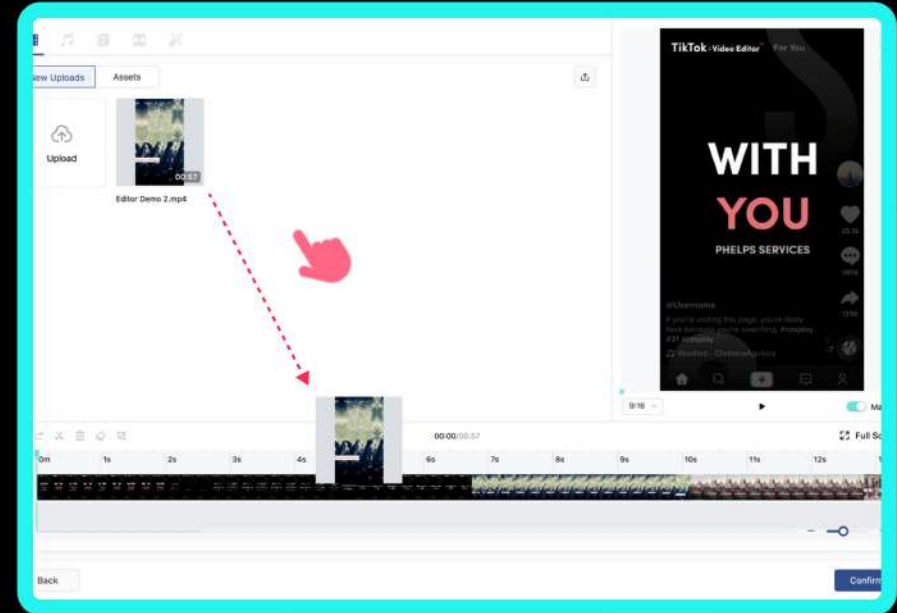 TikTok: Video Editor For You
New Uploads
Assets
Upload
00:57
Editor Demo 2.mp4
WITH
YOU
PHELPS SERVICES
@Username
9:16
00:00/00:57
Full Sc
0m 1s 2s 3s 4s 6s 7s 8s 9s 10s 11s 12s
Back
Confirm